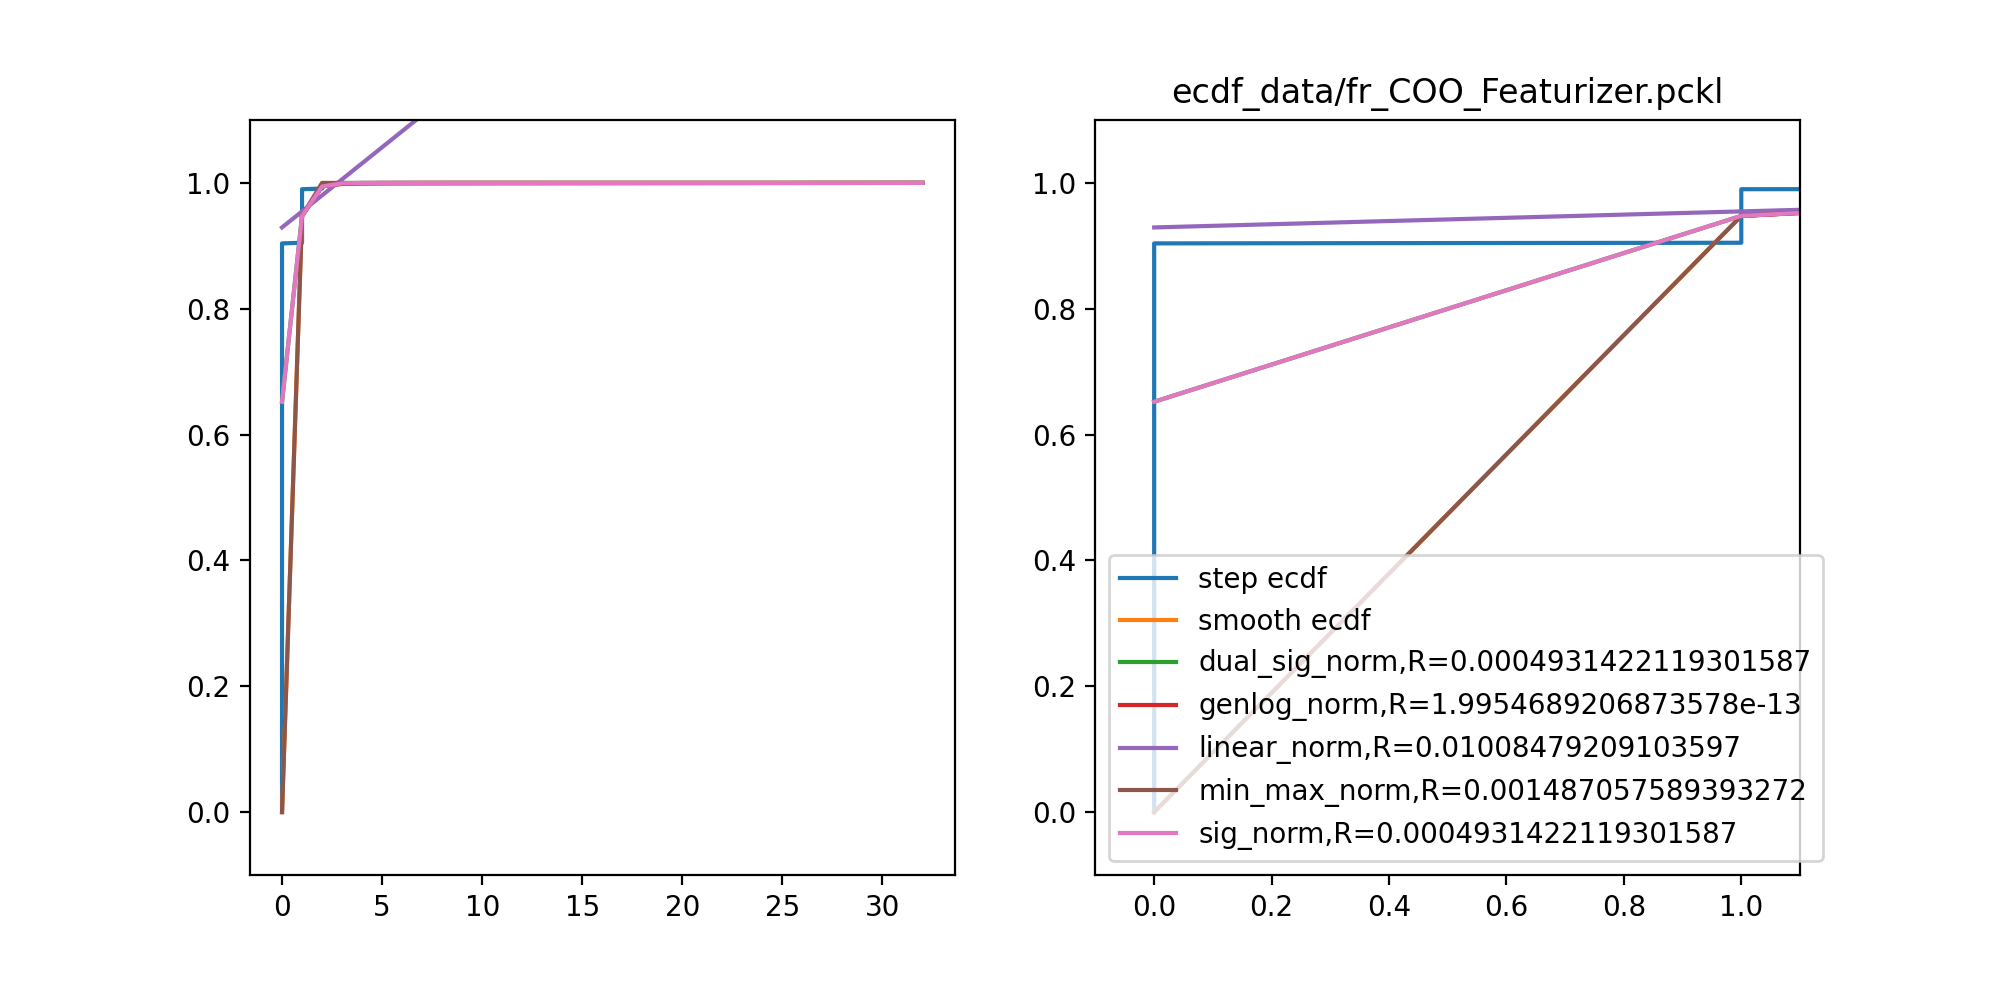 ecdf_data/fr_COO_Featurizer.pckl
1.0
0.8
0.6
0.4
0.2
0.0
0 5 10 15 20 25 30
1.0
0.8
0.6
0.4
0.2
0.0
0.0 0.2 0.4 0.6 0.8 1.0
step ecdf
smooth ecdf
dual_sig_norm,R=0.0004931422119301587
genlog_norm,R=1.9954689206873578e-13
linear_norm,R=0.01008479209103597
min_max_norm,R=0.001487057589393272
sig_norm,R=0.0004931422119301587